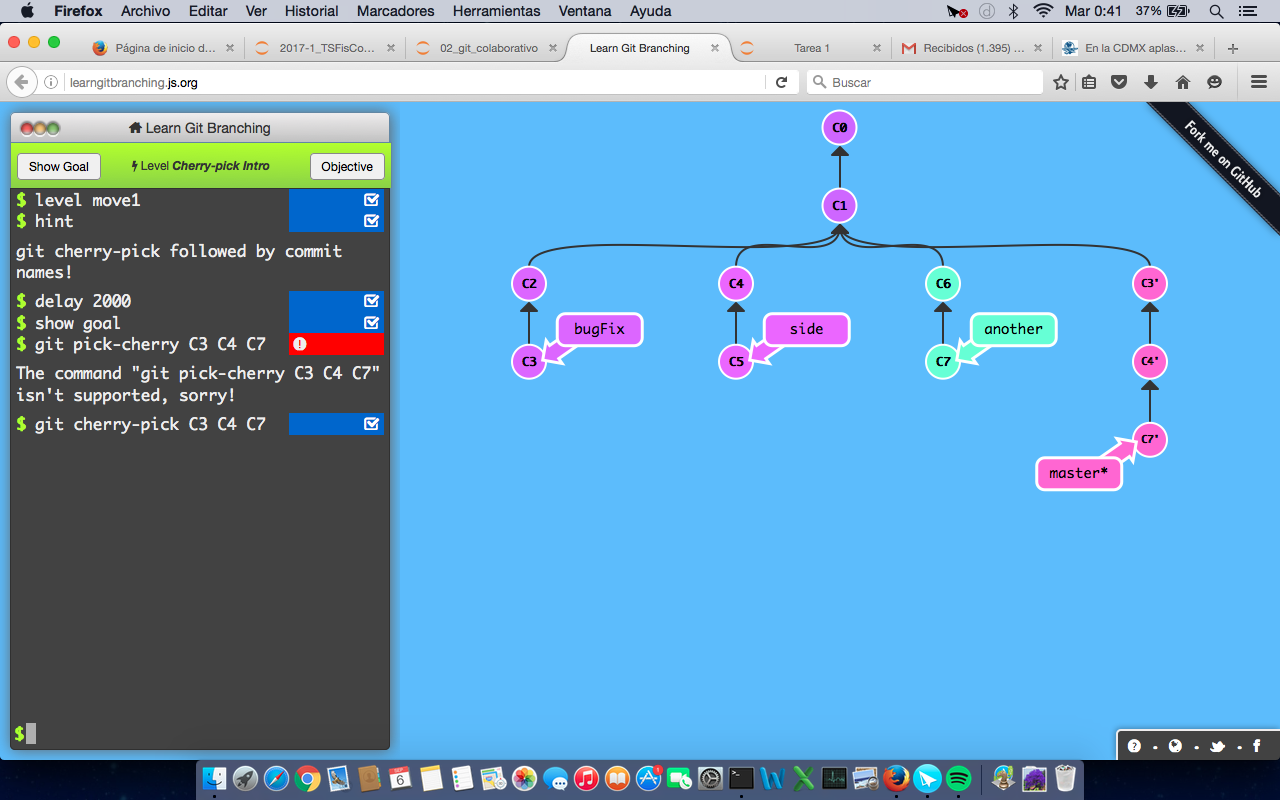 Firefox Archivo Editar Ver Historial Marcadores Herramientas Ventana Ayuda Mar 0:41 37%
Página de inicio d… 2017-1_TSFisCo… 02_git_colaborativo Learn Git Branching Tarea 1 Recibidos (1.395) … En la CDMX aplas…
learngitbranching.js.org Buscar
Learn Git Branching
Show Goal Level Cherry-pick Intro Objective
$ level move1
$ hint
git cherry-pick followed by commit
names!
$ delay 2000
$ show goal
$ git pick-cherry C3 C4 C7
The command "git pick-cherry C3 C4 C7"
isn't supported, sorry!
$ git cherry-pick C3 C4 C7
$
C0
Fork me on GitHub
C1
C2 C4 C6 C3'
bugFix side another
C3 C5 C7 C4'
C7'
master*
SEP
6
1